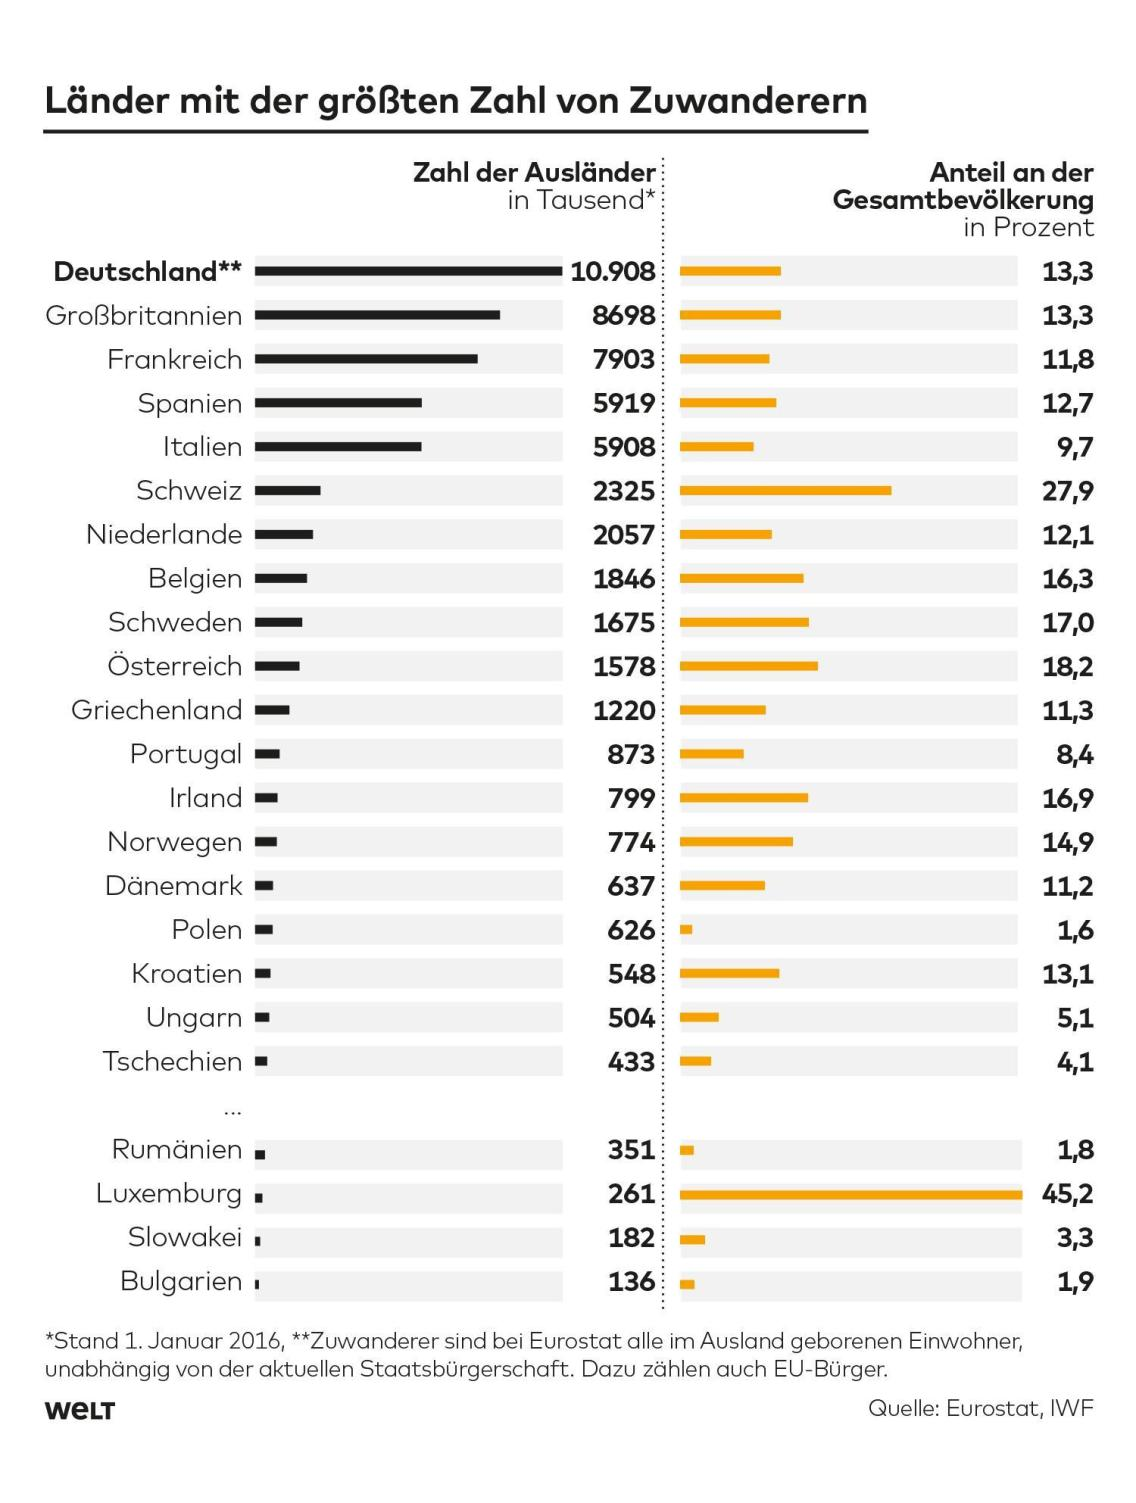 Länder mit der größten Zahl von Zuwanderern
Zahl der Ausländer
in Tausend*
Anteil an der
Gesamtbevölkerung
in Prozent
Deutschland** 10.908 13,3
Großbritannien 8698 13,3
Frankreich 7903 11,8
Spanien 5919 12,7
Italien 5908 9,7
Schweiz 2325 27,9
Niederlande 2057 12,1
Belgien 1846 16,3
Schweden 1675 17,0
Österreich 1578 18,2
Griechenland 1220 11,3
Portugal 873 8,4
Irland 799 16,9
Norwegen 774 14,9
Dänemark 637 11,2
Polen 626 1,6
Kroatien 548 13,1
Ungarn 504 5,1
Tschechien 433 4,1
...
Rumänien 351 1,8
Luxemburg 261 45,2
Slowakei 182 3,3
Bulgarien 136 1,9
*Stand 1. Januar 2016, **Zuwanderer sind bei Eurostat alle im Ausland geborenen Einwohner,
unabhängig von der aktuellen Staatsbürgerschaft. Dazu zählen auch EU-Bürger.
WELT
Quelle: Eurostat, IWF